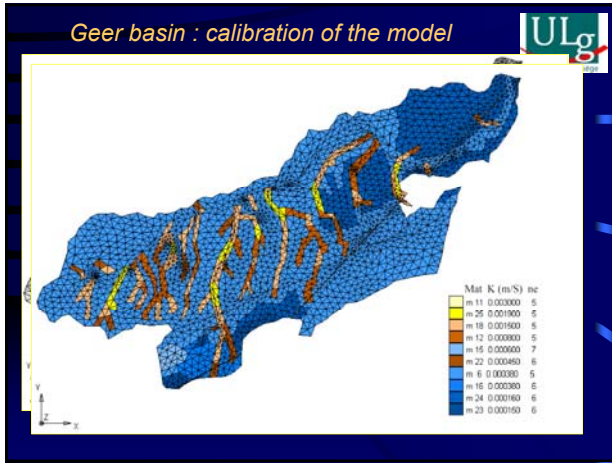 Geer basin : calibration of the model
ULg
Mat K (m/S) ne
m 11 0.003000 5
m 25 0.001900 5
m 18 0.001500 5
m 12 0.000800 5
m 15 0.000600 7
m 22 0.000450 6
m 6 0.000380 5
m 16 0.000380 6
m 24 0.000160 6
m 23 0.000150 6
Y
Z X